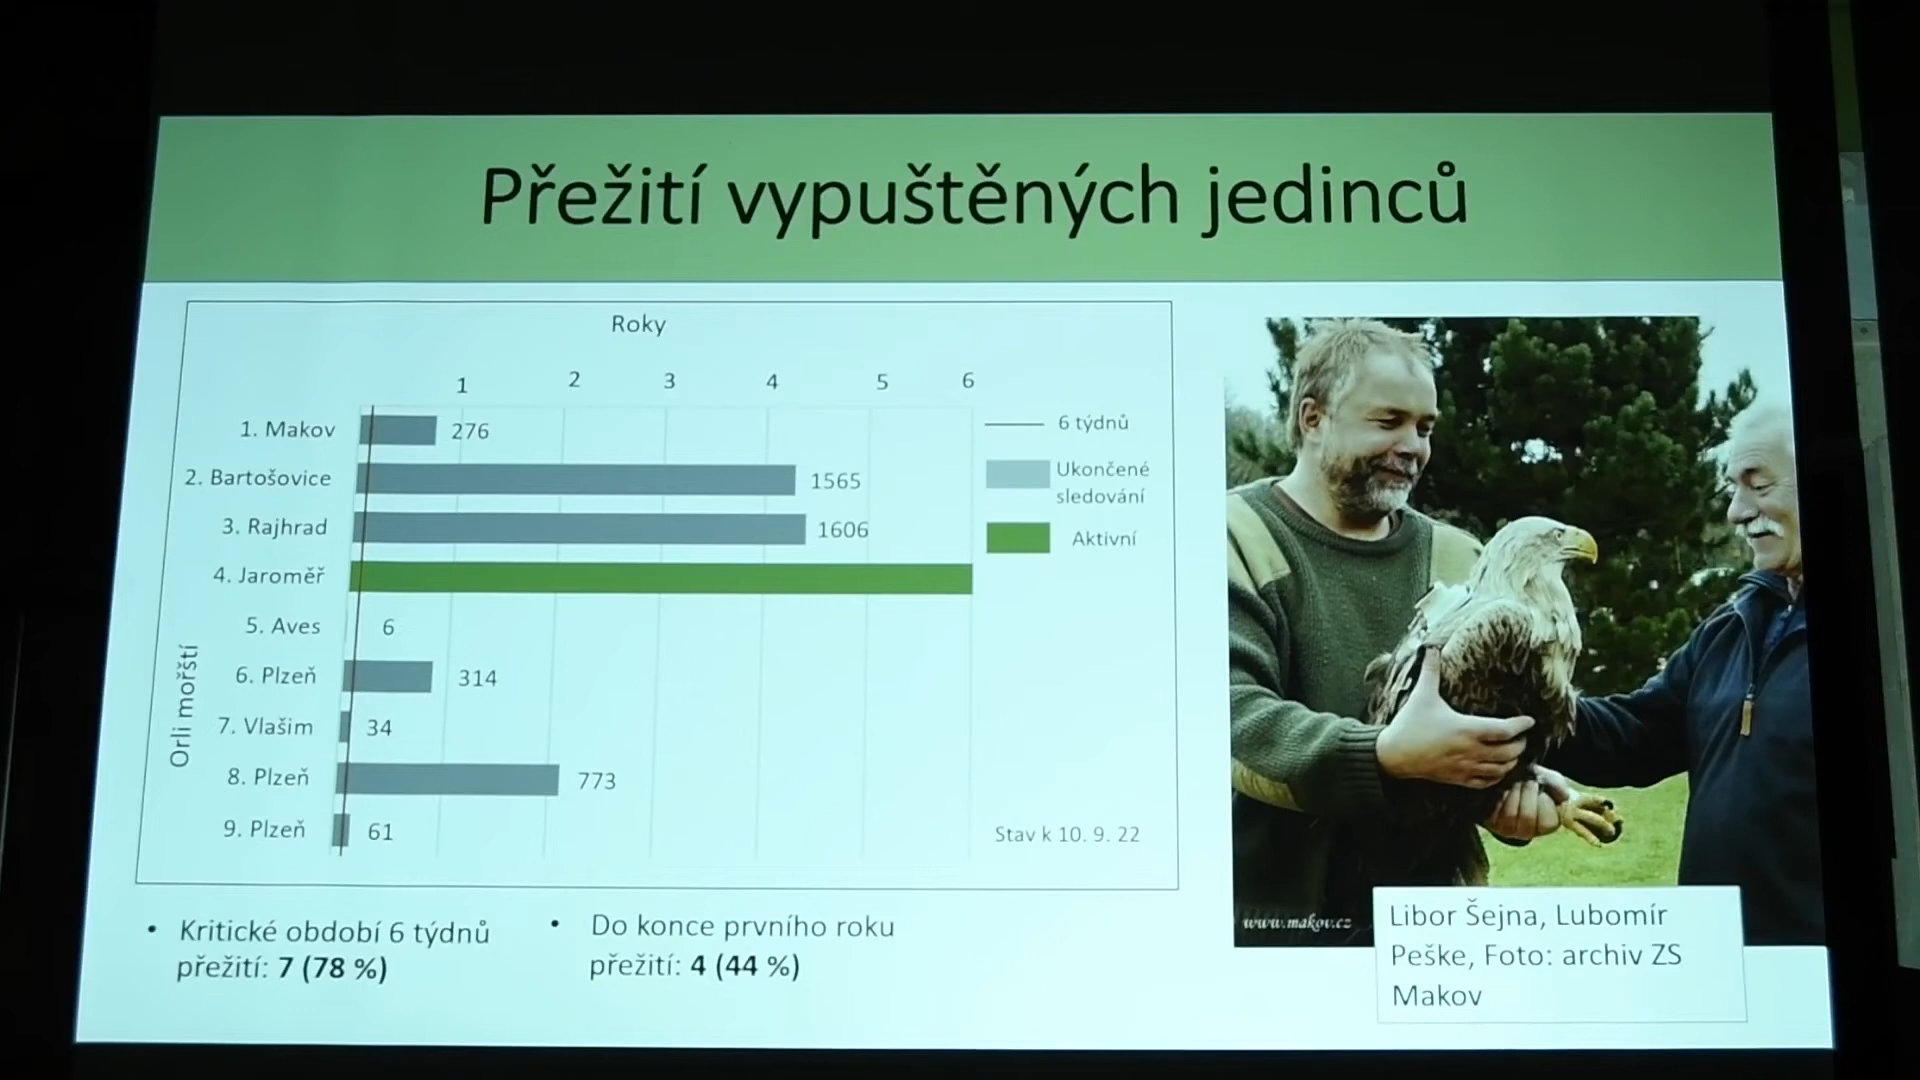 Přežití vypuštěných jedinců
Roky
1 2 3 4 5 6
1. Makov 276
2. Bartošovice 1565
3. Rajhrad 1606
4. Jaroměř
5. Aves 6
6. Plzeň 314
7. Vlašim 34
8. Plzeň 773
9. Plzeň 61
Orli mořští
6 týdnů
Ukončené
sledování
Aktivní
Stav k 10. 9. 22
• Kritické období 6 týdnů
přežití: 7 (78 %)
• Do konce prvního roku
přežití: 4 (44 %)
www.makov.cz
Libor Šejna, Lubomír
Peške, Foto: archiv ZS
Makov